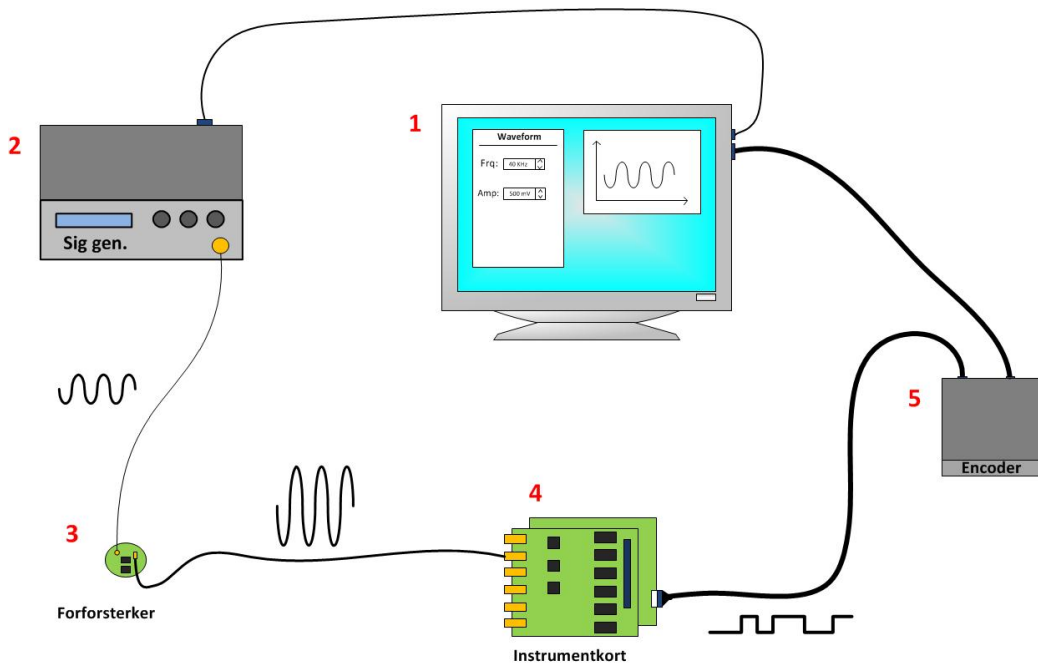 1
2
Waveform
Frq: 40 KHz
Amp: 500 mV
Sig gen.
5
Encoder
4
3
Forforsterker
Instrumentkort